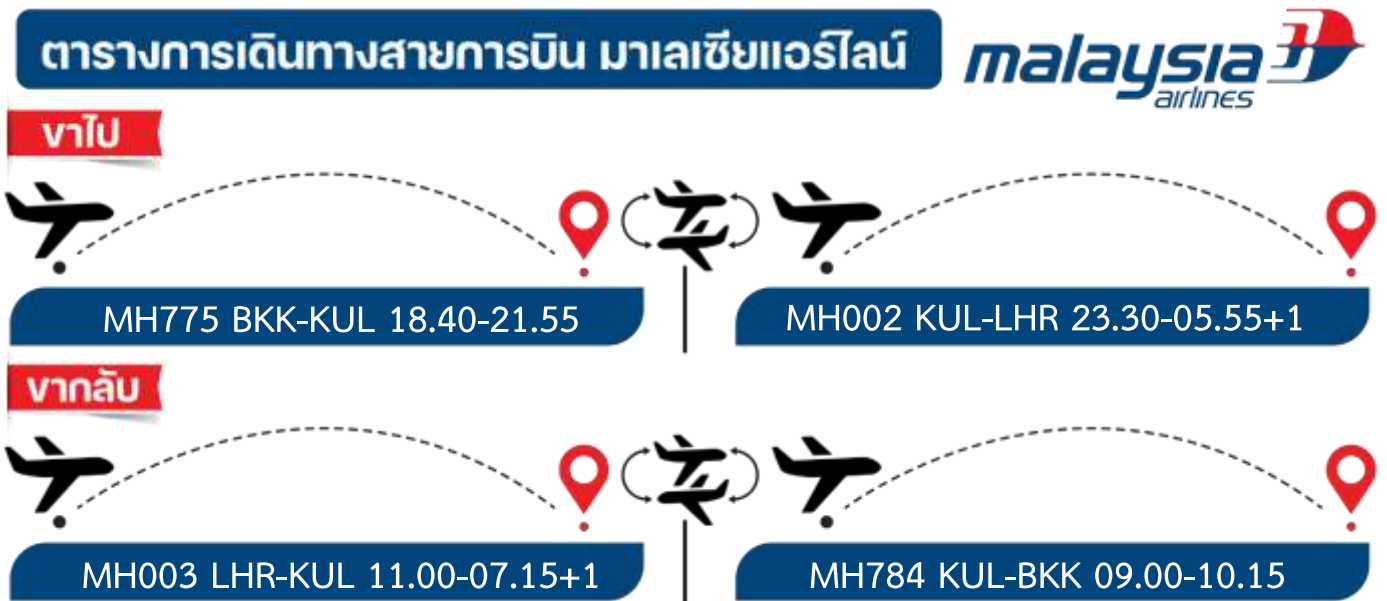 ตารางการเดินทางสายการบิน มาเลเซียแอร์ไลน์
malaysia
airlines
ขาไป
MH775 BKK-KUL 18.40-21.55
MH002 KUL-LHR 23.30-05.55+1
ขากลับ
MH003 LHR-KUL 11.00-07.15+1
MH784 KUL-BKK 09.00-10.15